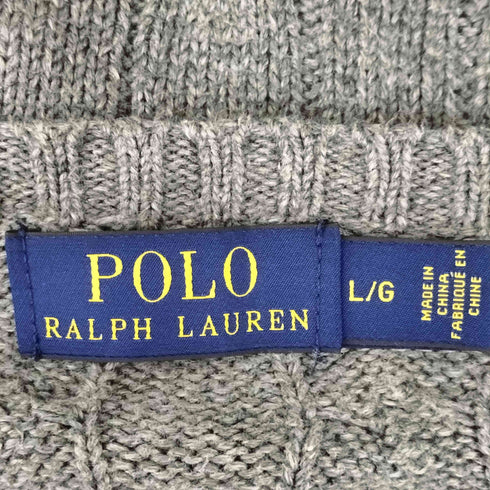 POLO
RALPH LAUREN
L/G
MADE IN
CHINA
FABRIQUÉ EN
CHINE